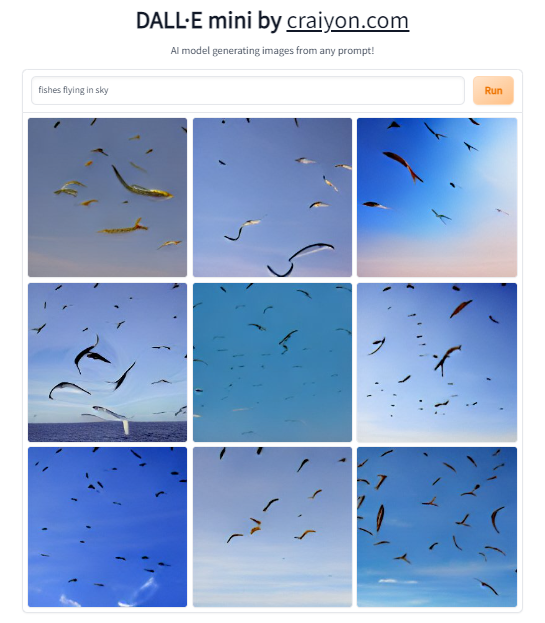 DALL·E mini by craiyon.com
AI model generating images from any prompt!
fishes flying in sky
Run